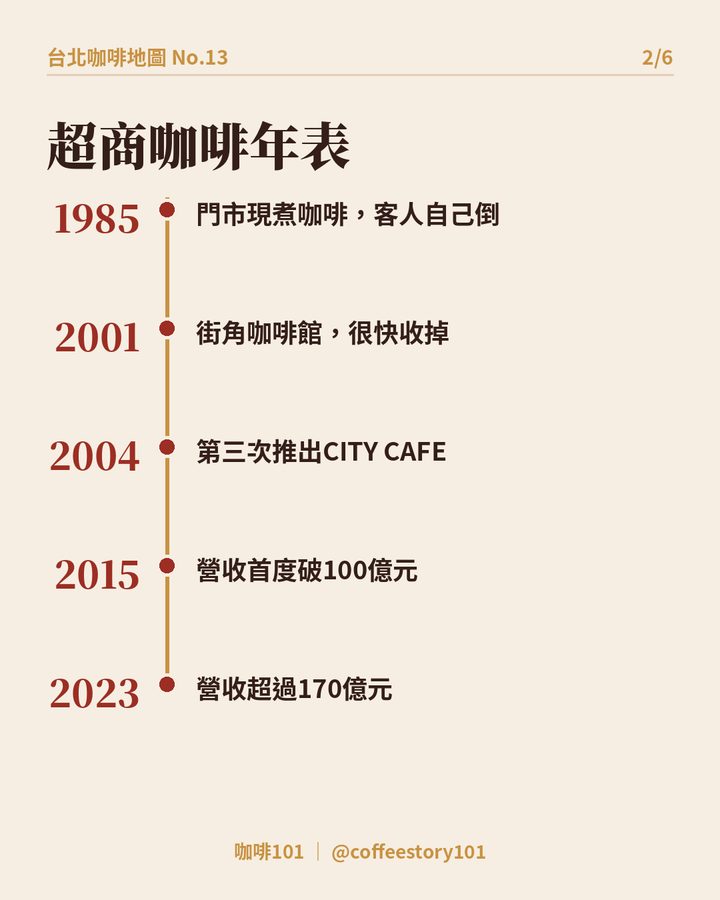 台北咖啡地圖 No.13
2/6
超商咖啡年表
1985 門市現煮咖啡，客人自己倒
2001 街角咖啡館，很快收掉
2004 第三次推出CITY CAFE
2015 營收首度破100億元
2023 營收超過170億元
咖啡101｜@coffeestory101